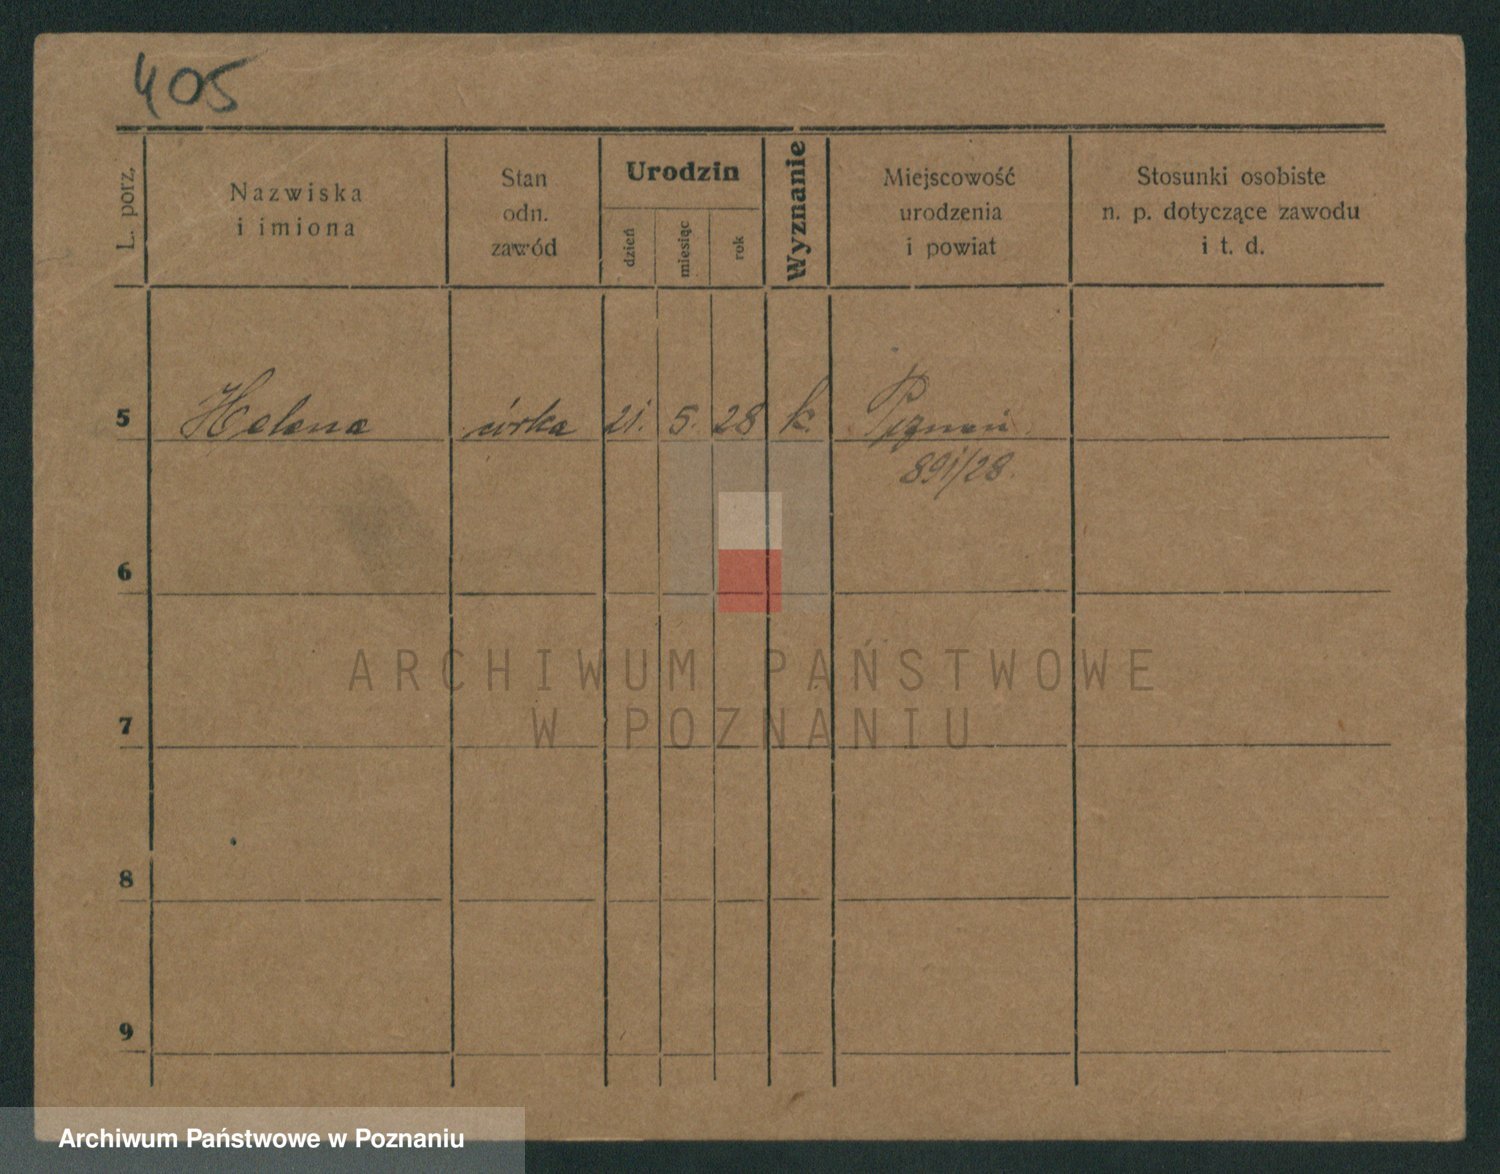 405
L. porz.
Nazwiska
i imiona
Stan
odn.
zawód
Urodzin
dzień
miesiąc
rok
Wyznanie
Miejscowość
urodzenia
i powiat
Stosunki osobiste
n. p. dotyczące zawodu
i t. d.
5 Helena córka 21. 5. 28 k.
891/28.
6
ARCHIWUM PAŃSTWOWE
W POZNANIU
7
8
9
Archiwum Państwowe w Poznaniu